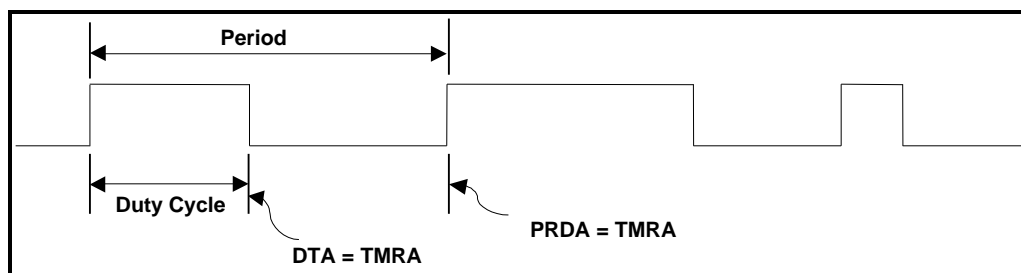 Period
Duty Cycle
DTA = TMRA
PRDA = TMRA